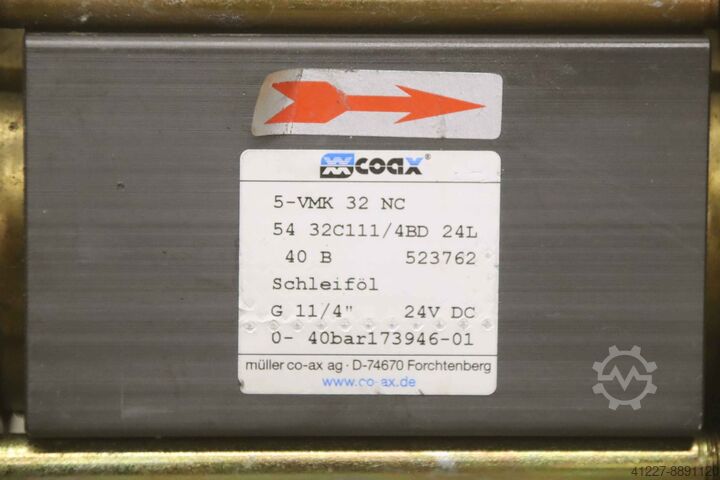 coax®
5-VMK 32 NC
54 32C111/4BD 24L
40 B 523762
Schleiföl
G 11/4" 24V DC
0- 40bar173946-01
müller co-ax ag · D-74670 Forchtenberg
www.co-ax.de
41227-8891120